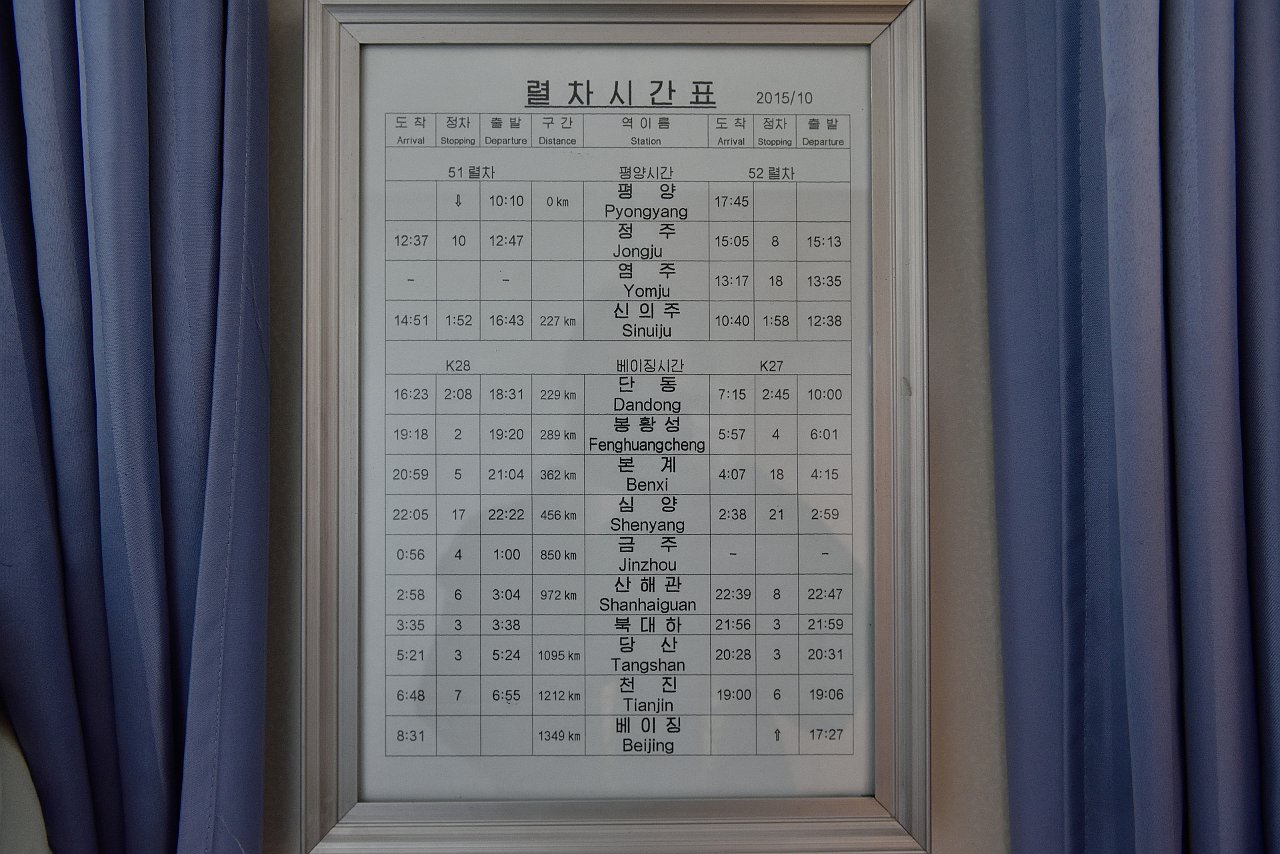 렬차시간표 2015/10
도착 정차 출발 구간 역이름 도착 정차 출발
Arrival Stopping Departure Distance Station Arrival Stopping Departure
51 렬차 평양시간 52 렬차
⇩ 10:10 0 km 평양 Pyongyang 17:45
12:37 10 12:47 정주 Jongju 15:05 8 15:13
– – 염주 Yomju 13:17 18 13:35
14:51 1:52 16:43 227 km 신의주 Sinuiju 10:40 1:58 12:38
K28 베이징시간 K27
16:23 2:08 18:31 229 km 단동 Dandong 7:15 2:45 10:00
19:18 2 19:20 289 km 봉황성 Fenghuangcheng 5:57 4 6:01
20:59 5 21:04 362 km 본계 Benxi 4:07 18 4:15
22:05 17 22:22 456 km 심양 Shenyang 2:38 21 2:59
0:56 4 1:00 850 km 금주 Jinzhou – –
2:58 6 3:04 972 km 산해관 Shanhaiguan 22:39 8 22:47
3:35 3 3:38 북대하 21:56 3 21:59
5:21 3 5:24 1095 km 당산 Tangshan 20:28 3 20:31
6:48 7 6:55 1212 km 천진 Tianjin 19:00 6 19:06
8:31 1349 km 베이징 Beijing ⇧ 17:27